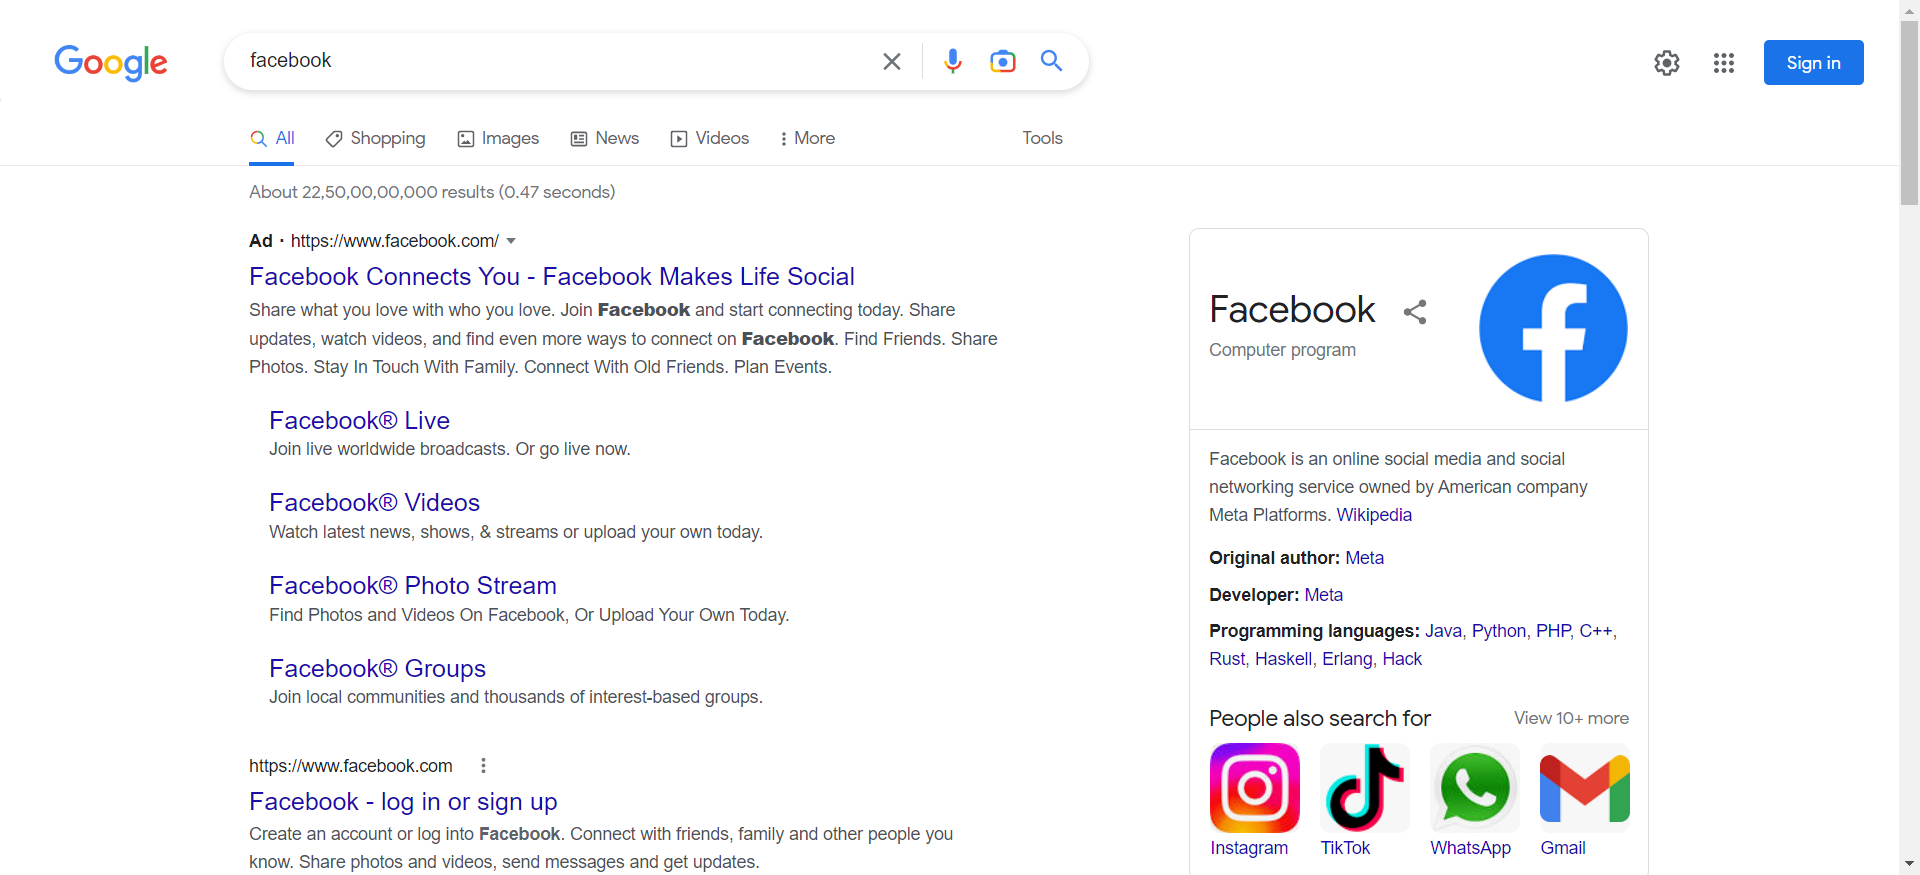 Google
facebook
Sign in
All
Shopping
Images
News
Videos
More
Tools
About 22,50,00,00,000 results (0.47 seconds)
Ad · https://www.facebook.com/
Facebook Connects You - Facebook Makes Life Social
Share what you love with who you love. Join Facebook and start connecting today. Share
updates, watch videos, and find even more ways to connect on Facebook. Find Friends. Share
Photos. Stay In Touch With Family. Connect With Old Friends. Plan Events.
Facebook® Live
Join live worldwide broadcasts. Or go live now.
Facebook® Videos
Watch latest news, shows, & streams or upload your own today.
Facebook® Photo Stream
Find Photos and Videos On Facebook, Or Upload Your Own Today.
Facebook® Groups
Join local communities and thousands of interest-based groups.
https://www.facebook.com
Facebook - log in or sign up
Create an account or log into Facebook. Connect with friends, family and other people you
know. Share photos and videos, send messages and get updates.
Facebook
Computer program
Facebook is an online social media and social
networking service owned by American company
Meta Platforms. Wikipedia
Original author: Meta
Developer: Meta
Programming languages: Java, Python, PHP, C++,
Rust, Haskell, Erlang, Hack
People also search for
View 10+ more
Instagram
TikTok
WhatsApp
Gmail